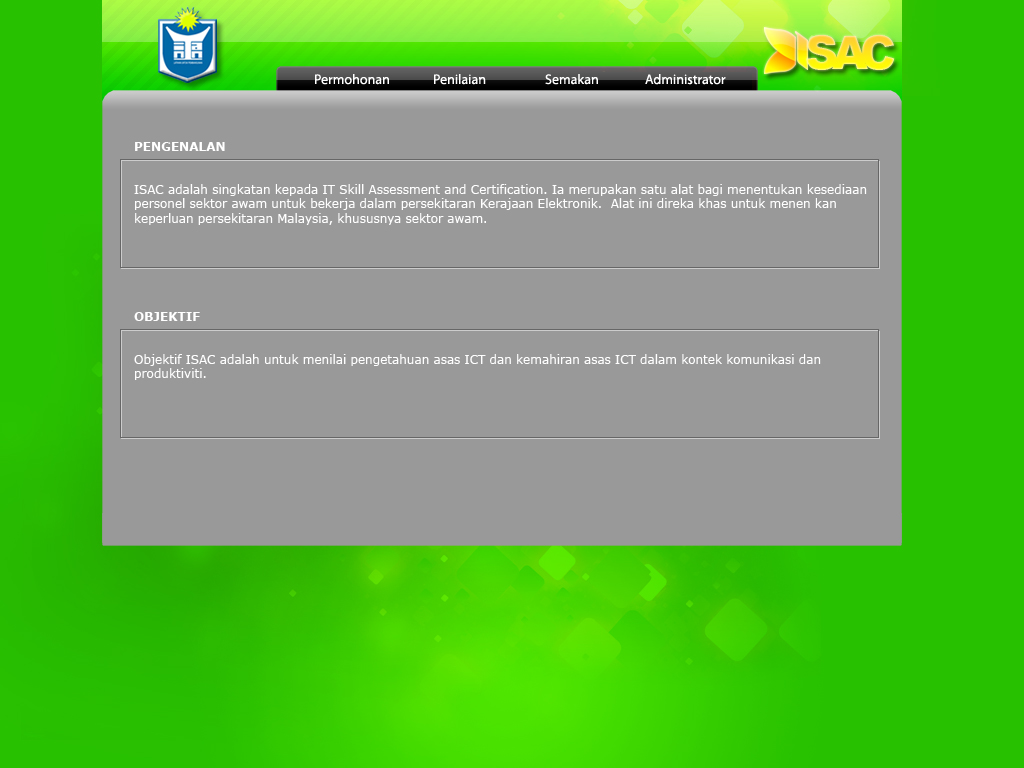 ISAC
Permohonan Penilaian Semakan Administrator
PENGENALAN
ISAC adalah singkatan kepada IT Skill Assessment and Certification. Ia merupakan satu alat bagi menentukan kesediaan
personel sektor awam untuk bekerja dalam persekitaran Kerajaan Elektronik.  Alat ini direka khas untuk menen kan
keperluan persekitaran Malaysia, khususnya sektor awam.
OBJEKTIF
Objektif ISAC adalah untuk menilai pengetahuan asas ICT dan kemahiran asas ICT dalam kontek komunikasi dan
produktiviti.